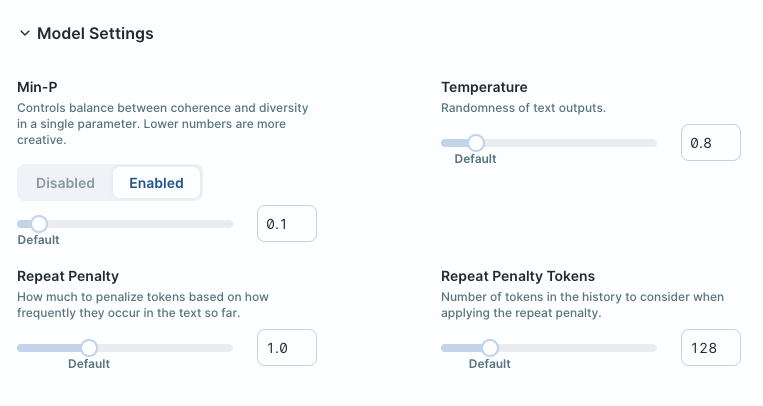 Model Settings
Min-P
Controls balance between coherence and diversity
in a single parameter. Lower numbers are more
creative.
Disabled
Enabled
0.1
Default
Temperature
Randomness of text outputs.
0.8
Default
Repeat Penalty
How much to penalize tokens based on how
frequently they occur in the text so far.
1.0
Default
Repeat Penalty Tokens
Number of tokens in the history to consider when
applying the repeat penalty.
128
Default